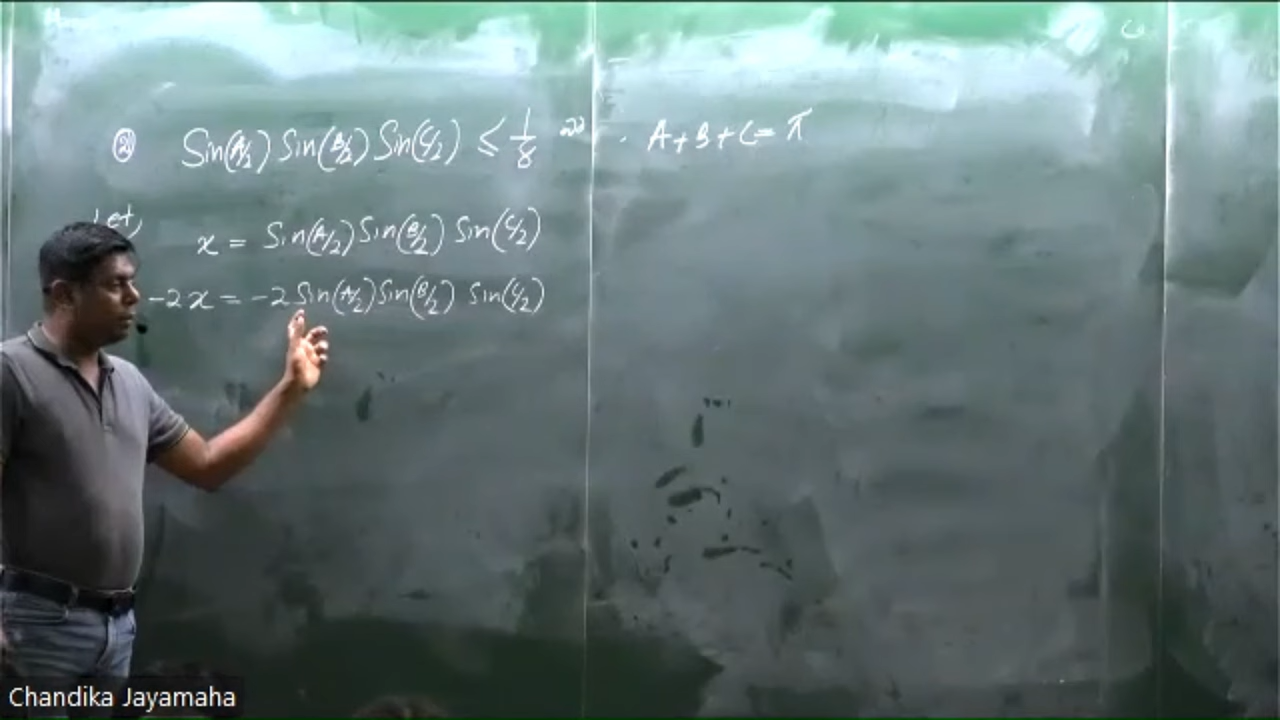 Sin(A/2) Sin(B/2) Sin(C/2) ≤ 1/8 A+B+C=π
Let,
x = Sin(A/2) Sin(B/2) Sin(C/2)
-2x = -2 Sin(A/2) Sin(B/2) Sin(C/2)
Chandika Jayamaha